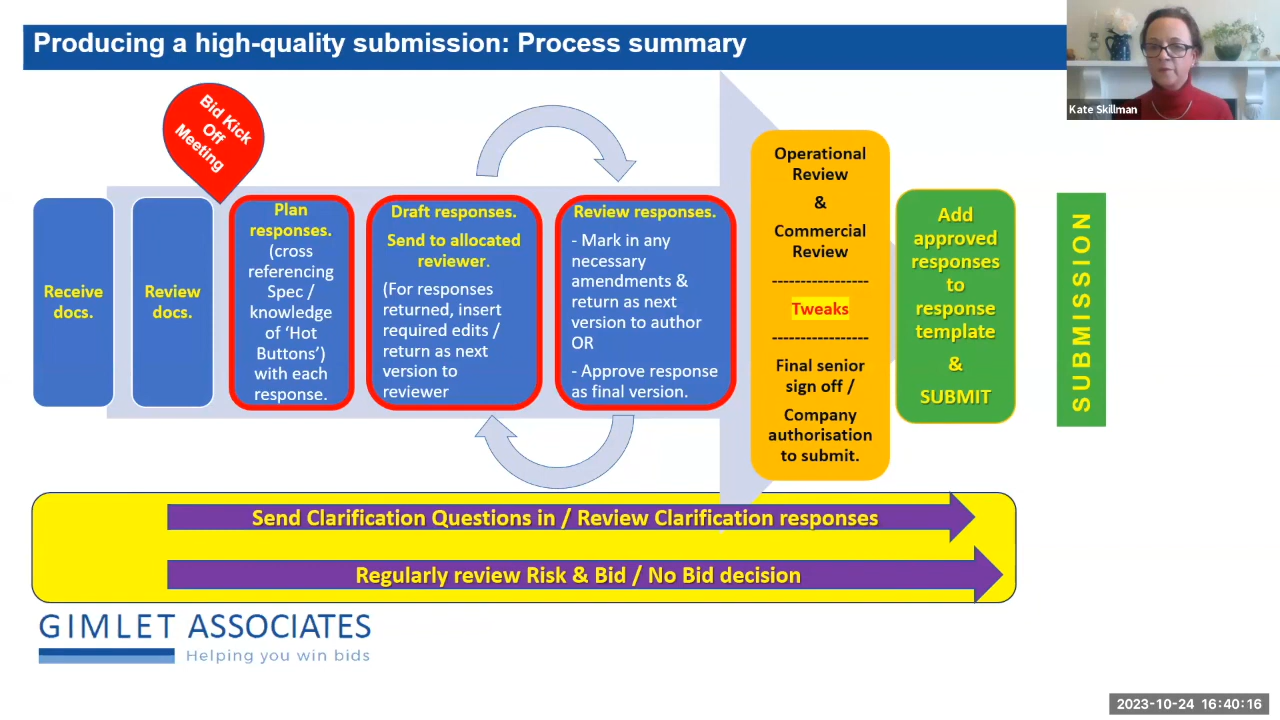 Producing a high-quality submission: Process summary
Kate Skillman
Bid Kick
Off
Meeting
Receive
docs.
Review
docs.
Plan
responses.
(cross
referencing
Spec /
knowledge
of ‘Hot
Buttons’)
with each
response.
Draft responses.
Send to allocated
reviewer.
(For responses
returned, insert
required edits /
return as next
version to
reviewer
Review responses.
- Mark in any
necessary
amendments &
return as next
version to author
OR
- Approve response
as final version.
Operational
Review
&
Commercial
Review
-----------------
Tweaks
-----------------
Final senior
sign off /
Company
authorisation
to submit.
Add
approved
responses
to
response
template
&
SUBMIT
SUBMISSION
Send Clarification Questions in / Review Clarification responses
Regularly review Risk & Bid / No Bid decision
GIMLET ASSOCIATES
Helping you win bids
2023-10-24 16:40:16